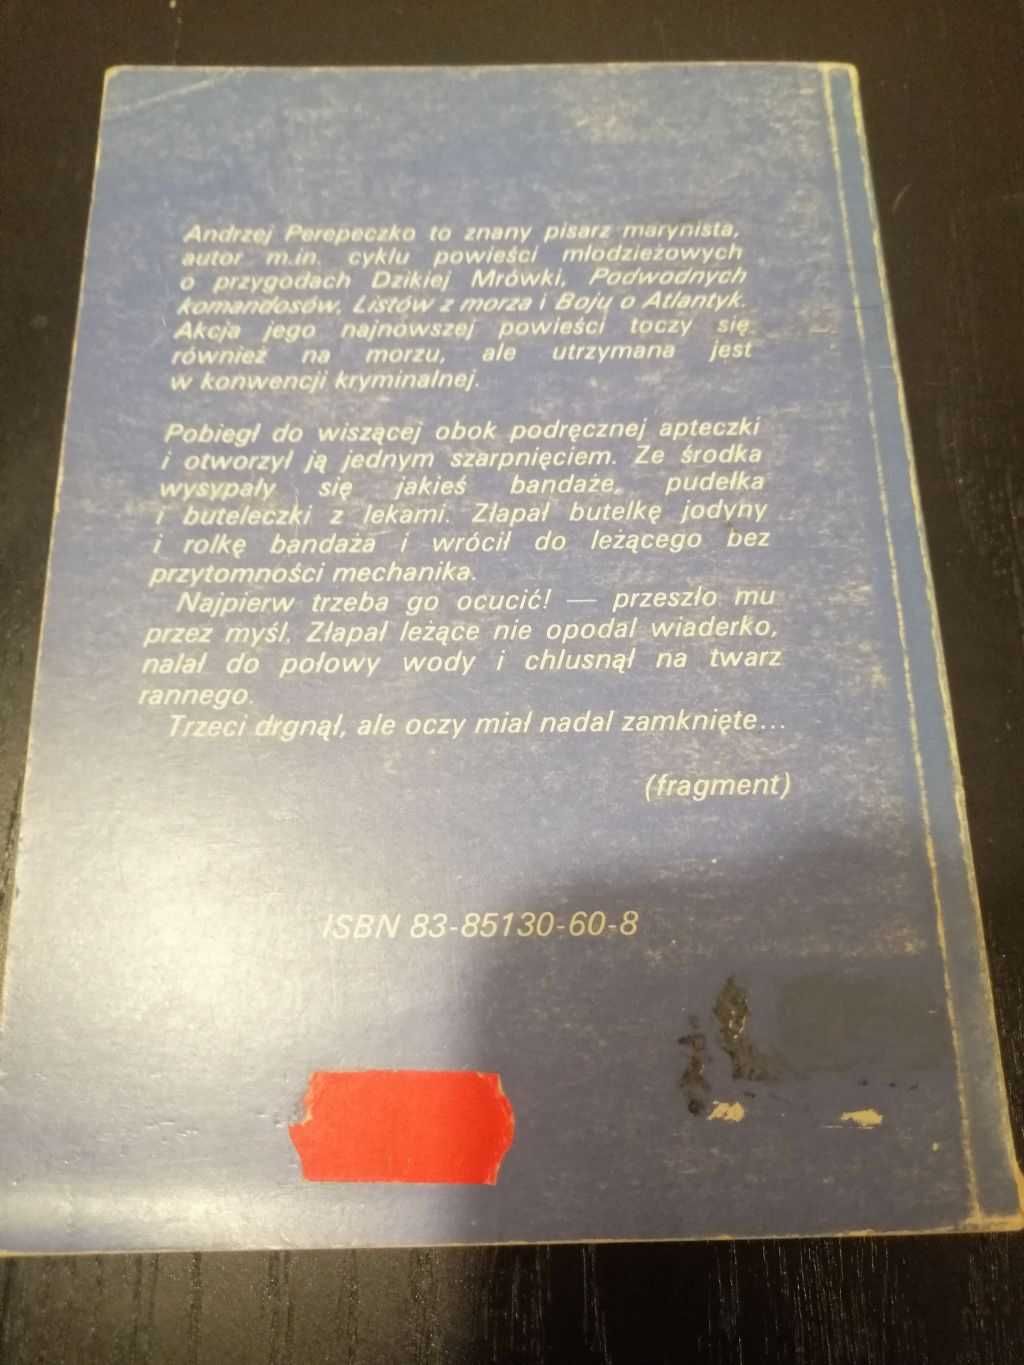 Andrzej Perepeczko to znany pisarz marynista,
autor m.in. cyklu powieści młodzieżowych
o przygodach Dzikiej Mrówki, Podwodnych
komandosów, Listów z morza i Boju o Atlantyk.
Akcja jego najnowszej powieści toczy się
również na morzu, ale utrzymana jest
w konwencji kryminalnej.
Pobiegł do wiszącej obok podręcznej apteczki
i otworzył ją jednym szarpnięciem. Ze środka
wysypały się jakieś bandaże, pudełka
i buteleczki z lekami. Złapał butelkę jodyny
i rolkę bandaża i wrócił do leżącego bez
przytomności mechanika.
Najpierw trzeba go ocucić! — przeszło mu
przez myśl. Złapał leżące nie opodal wiaderko,
nalał do połowy wody i chlusnął na twarz
rannego.
Trzeci drgnął, ale oczy miał nadal zamknięte...
(fragment)
ISBN 83-85130-60-8